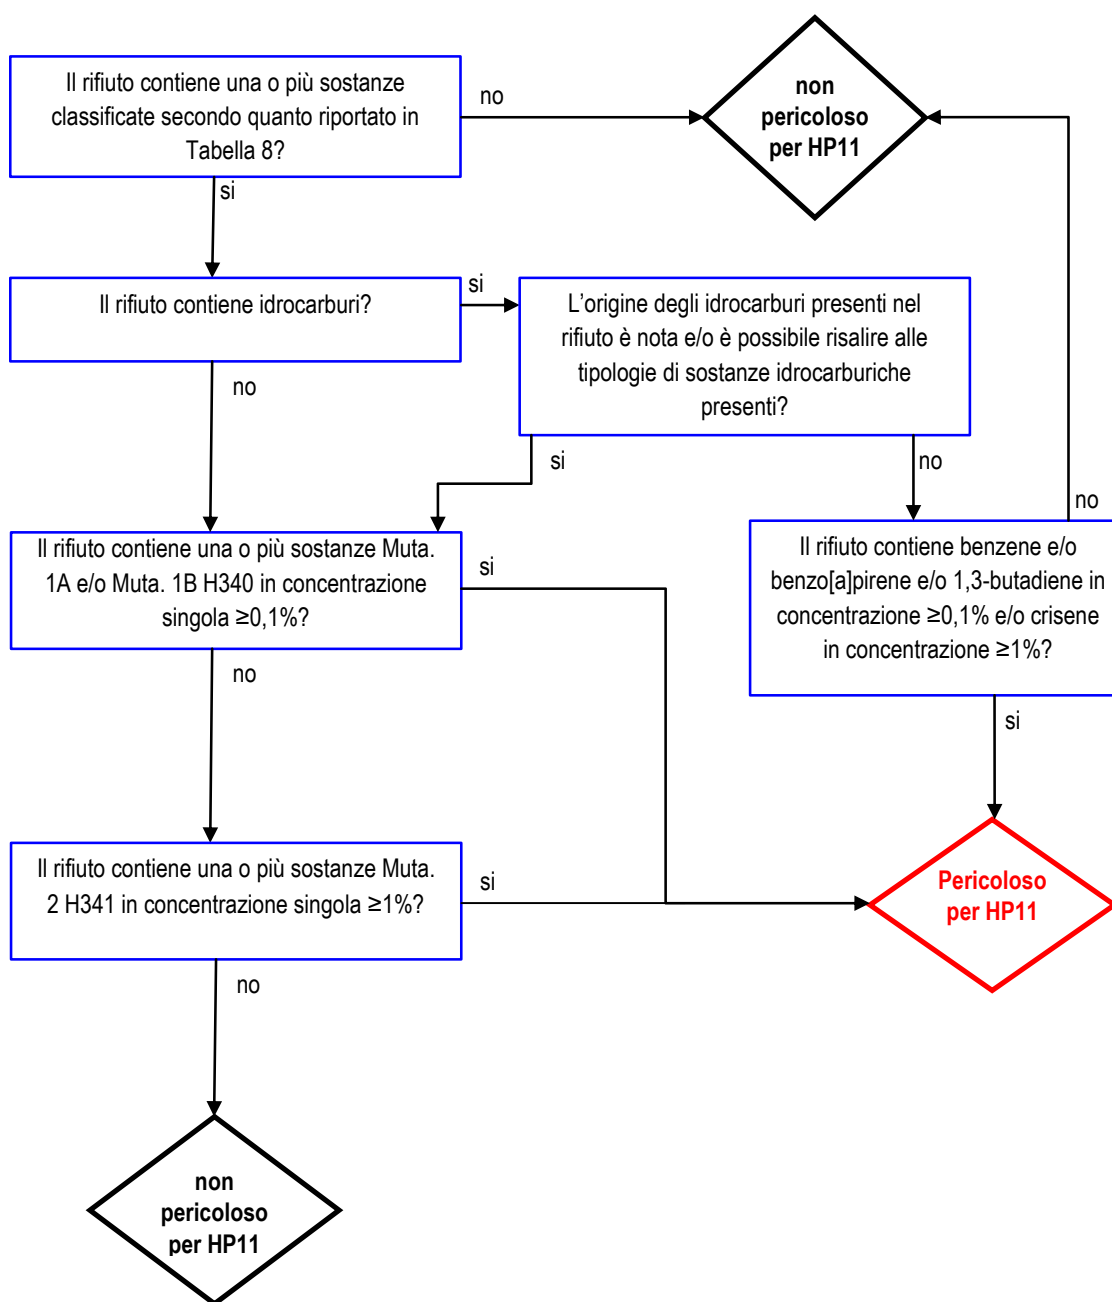 Il rifiuto contiene una o più sostanze
classificate secondo quanto riportato in
Tabella 8?
no
non
pericoloso
per HP11
si
Il rifiuto contiene idrocarburi?
si
L'origine degli idrocarburi presenti nel
rifiuto è nota e/o è possibile risalire alle
tipologie di sostanze idrocarburiche
presenti?
no
si
no
no
Il rifiuto contiene una o più sostanze Muta.
1A e/o Muta. 1B H340 in concentrazione
singola ≥0,1%?
si
Il rifiuto contiene benzene e/o
benzo[a]pirene e/o 1,3-butadiene in
concentrazione ≥0,1% e/o crisene
in concentrazione ≥1%?
no
si
Il rifiuto contiene una o più sostanze Muta.
2 H341 in concentrazione singola ≥1%?
si
Pericoloso
per HP11
no
non
pericoloso
per HP11